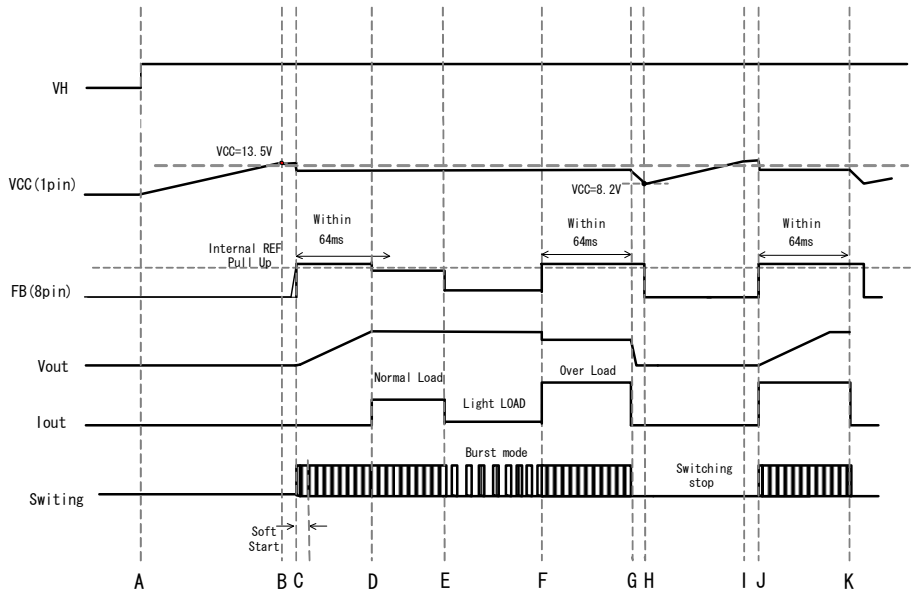 VH
VCC=13.5V
VCC(1pin)
VCC=8.2V
Within
64ms
Within
64ms
Within
64ms
Internal REF
Pull Up
FB(8pin)
Vout
Normal Load
Over Load
Light LOAD
Iout
Burst mode
Switching
stop
Switing
Soft
Start
A B C D E F G H I J K